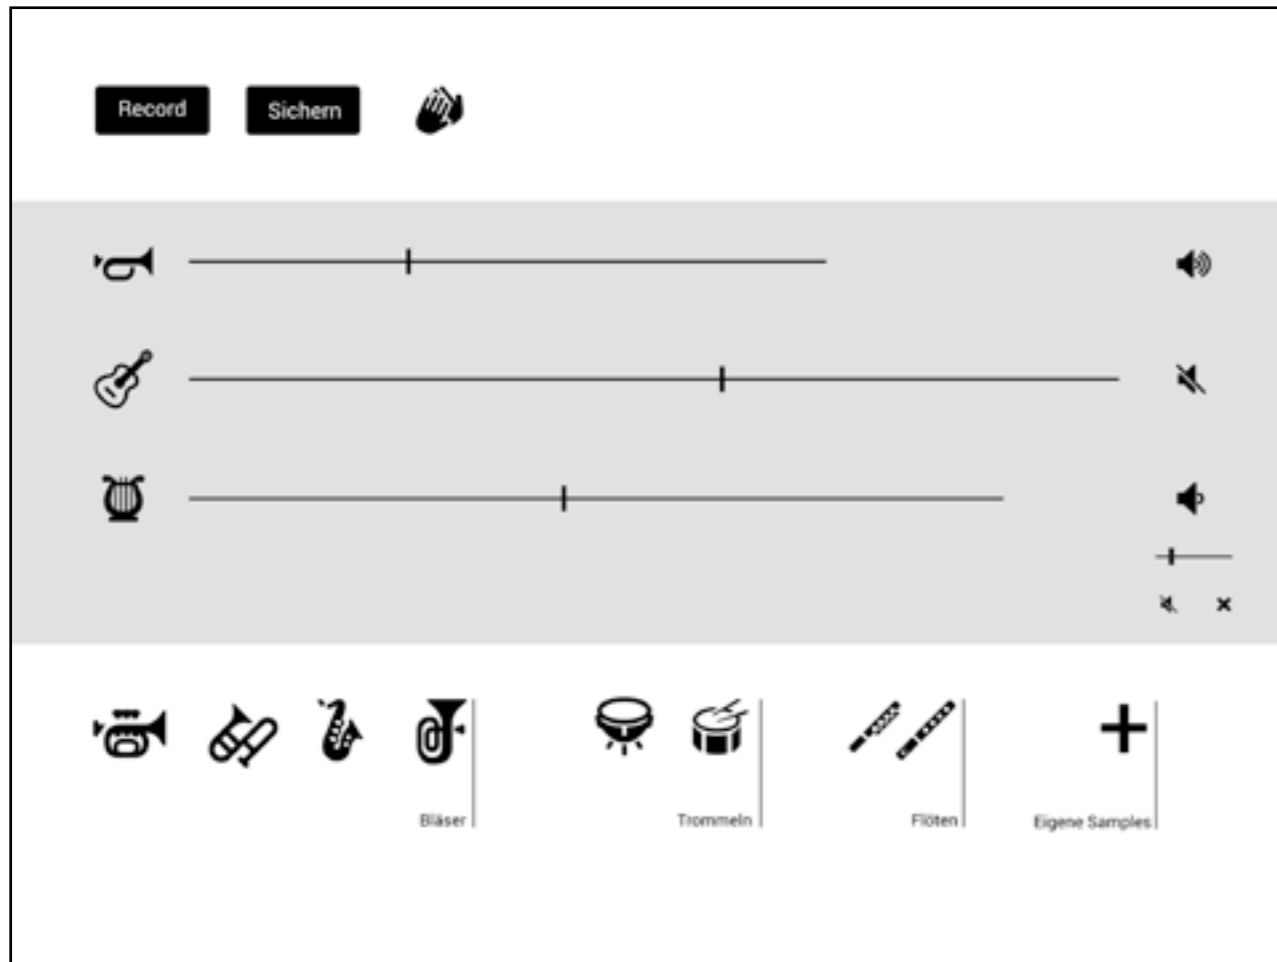 Record
Sichern
Bläser
Trommeln
Flöten
Eigene Samples